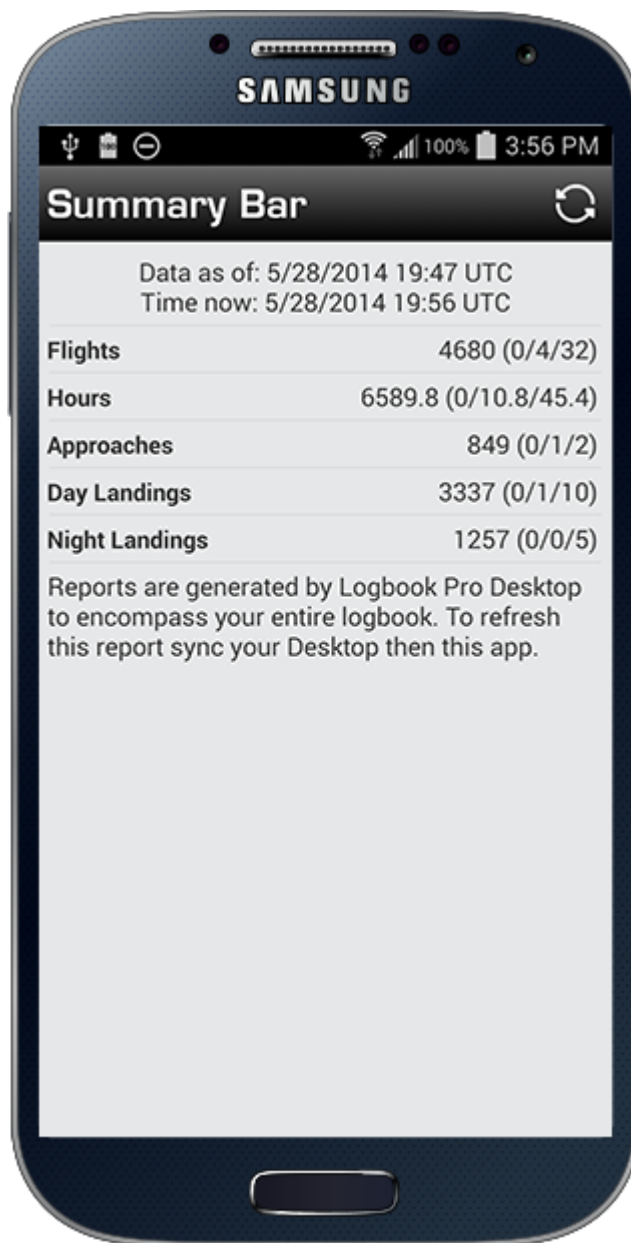 SAMSUNG
100% 3:56 PM
Summary Bar
Data as of: 5/28/2014 19:47 UTC
Time now: 5/28/2014 19:56 UTC
Flights 4680 (0/4/32)
Hours 6589.8 (0/10.8/45.4)
Approaches 849 (0/1/2)
Day Landings 3337 (0/1/10)
Night Landings 1257 (0/0/5)
Reports are generated by Logbook Pro Desktop
to encompass your entire logbook. To refresh
this report sync your Desktop then this app.